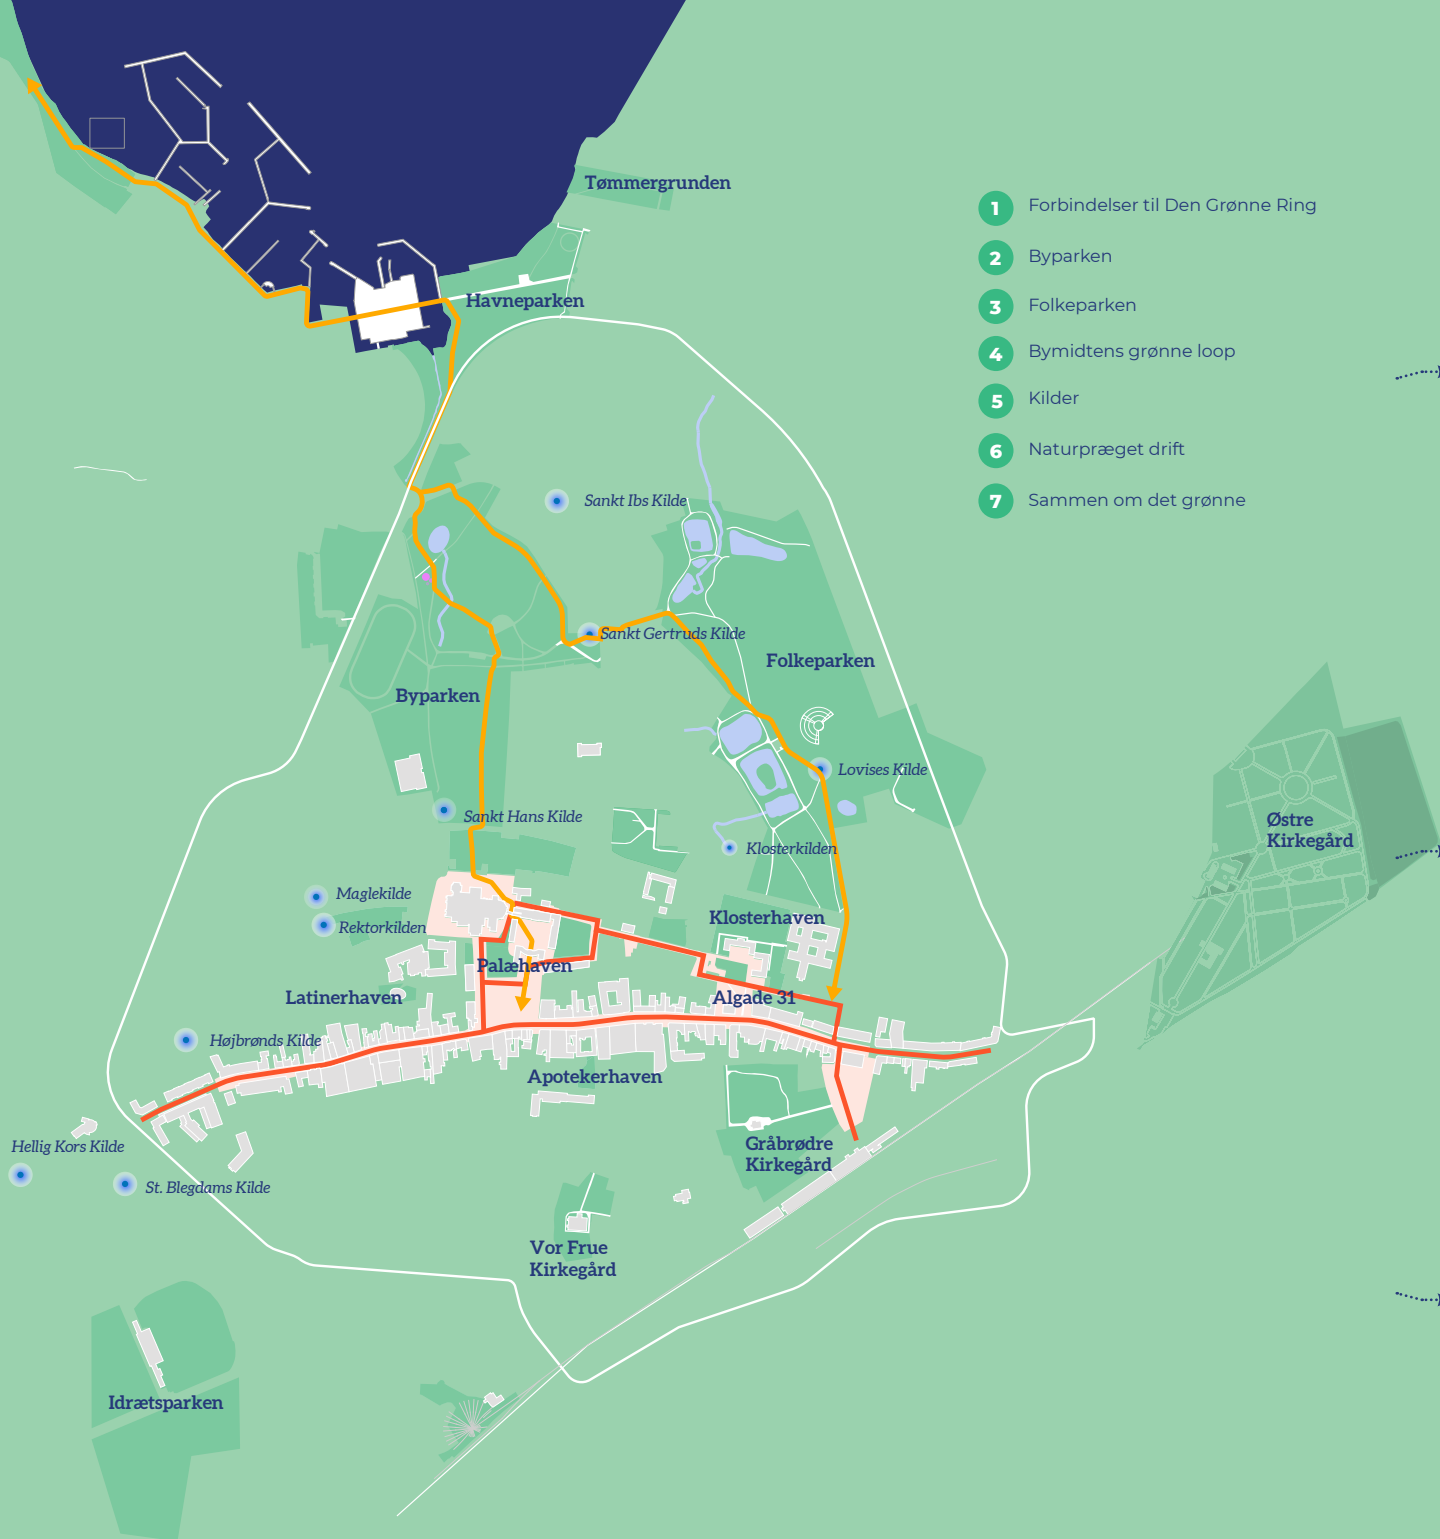 Tømmergrunden
1 Forbindelser til Den Grønne Ring
2 Byparken
Havneparken
3 Folkeparken
4 Bymidtens grønne loop
5 Kilder
6 Naturpræget drift
Sankt Ibs Kilde
7 Sammen om det grønne
Sankt Gertruds Kilde
Folkeparken
Byparken
Lovises Kilde
Sankt Hans Kilde
Østre
Kirkegård
Klosterkilden
Maglekilde
Klosterhaven
Rektorkilden
Palæhaven
Latinerhaven
Algade 31
Højbrønds Kilde
Apotekerhaven
Gråbrødre
Kirkegård
Hellig Kors Kilde
St. Blegdams Kilde
Vor Frue
Kirkegård
Idrætsparken